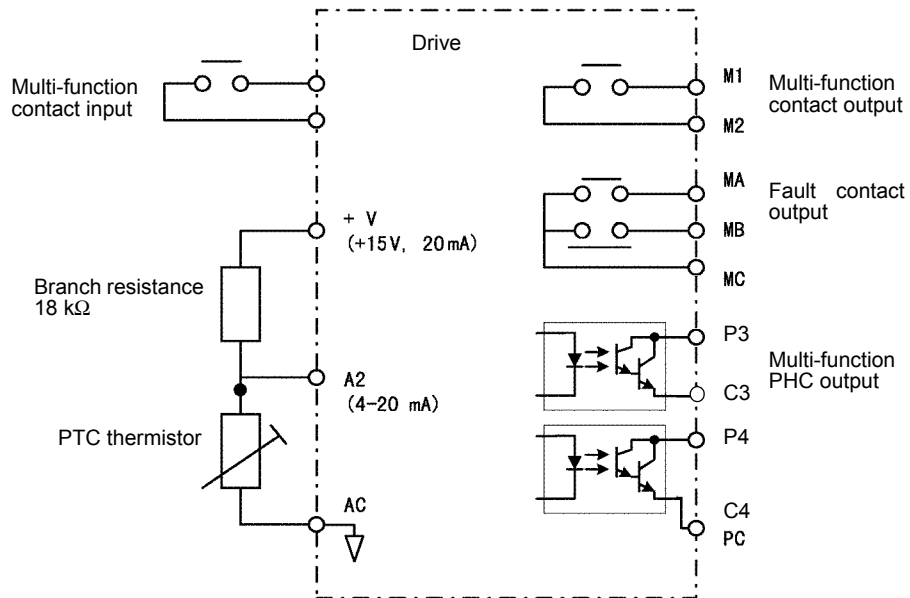 Drive
Multi-function
contact input
M1
M2
Multi-function
contact output
MA
MB
MC
Fault contact
output
+ V
(+15V, 20mA)
Branch resistance
18 kΩ
A2
(4-20 mA)
PTC thermistor
AC
P3
C3
Multi-function
PHC output
P4
C4
PC